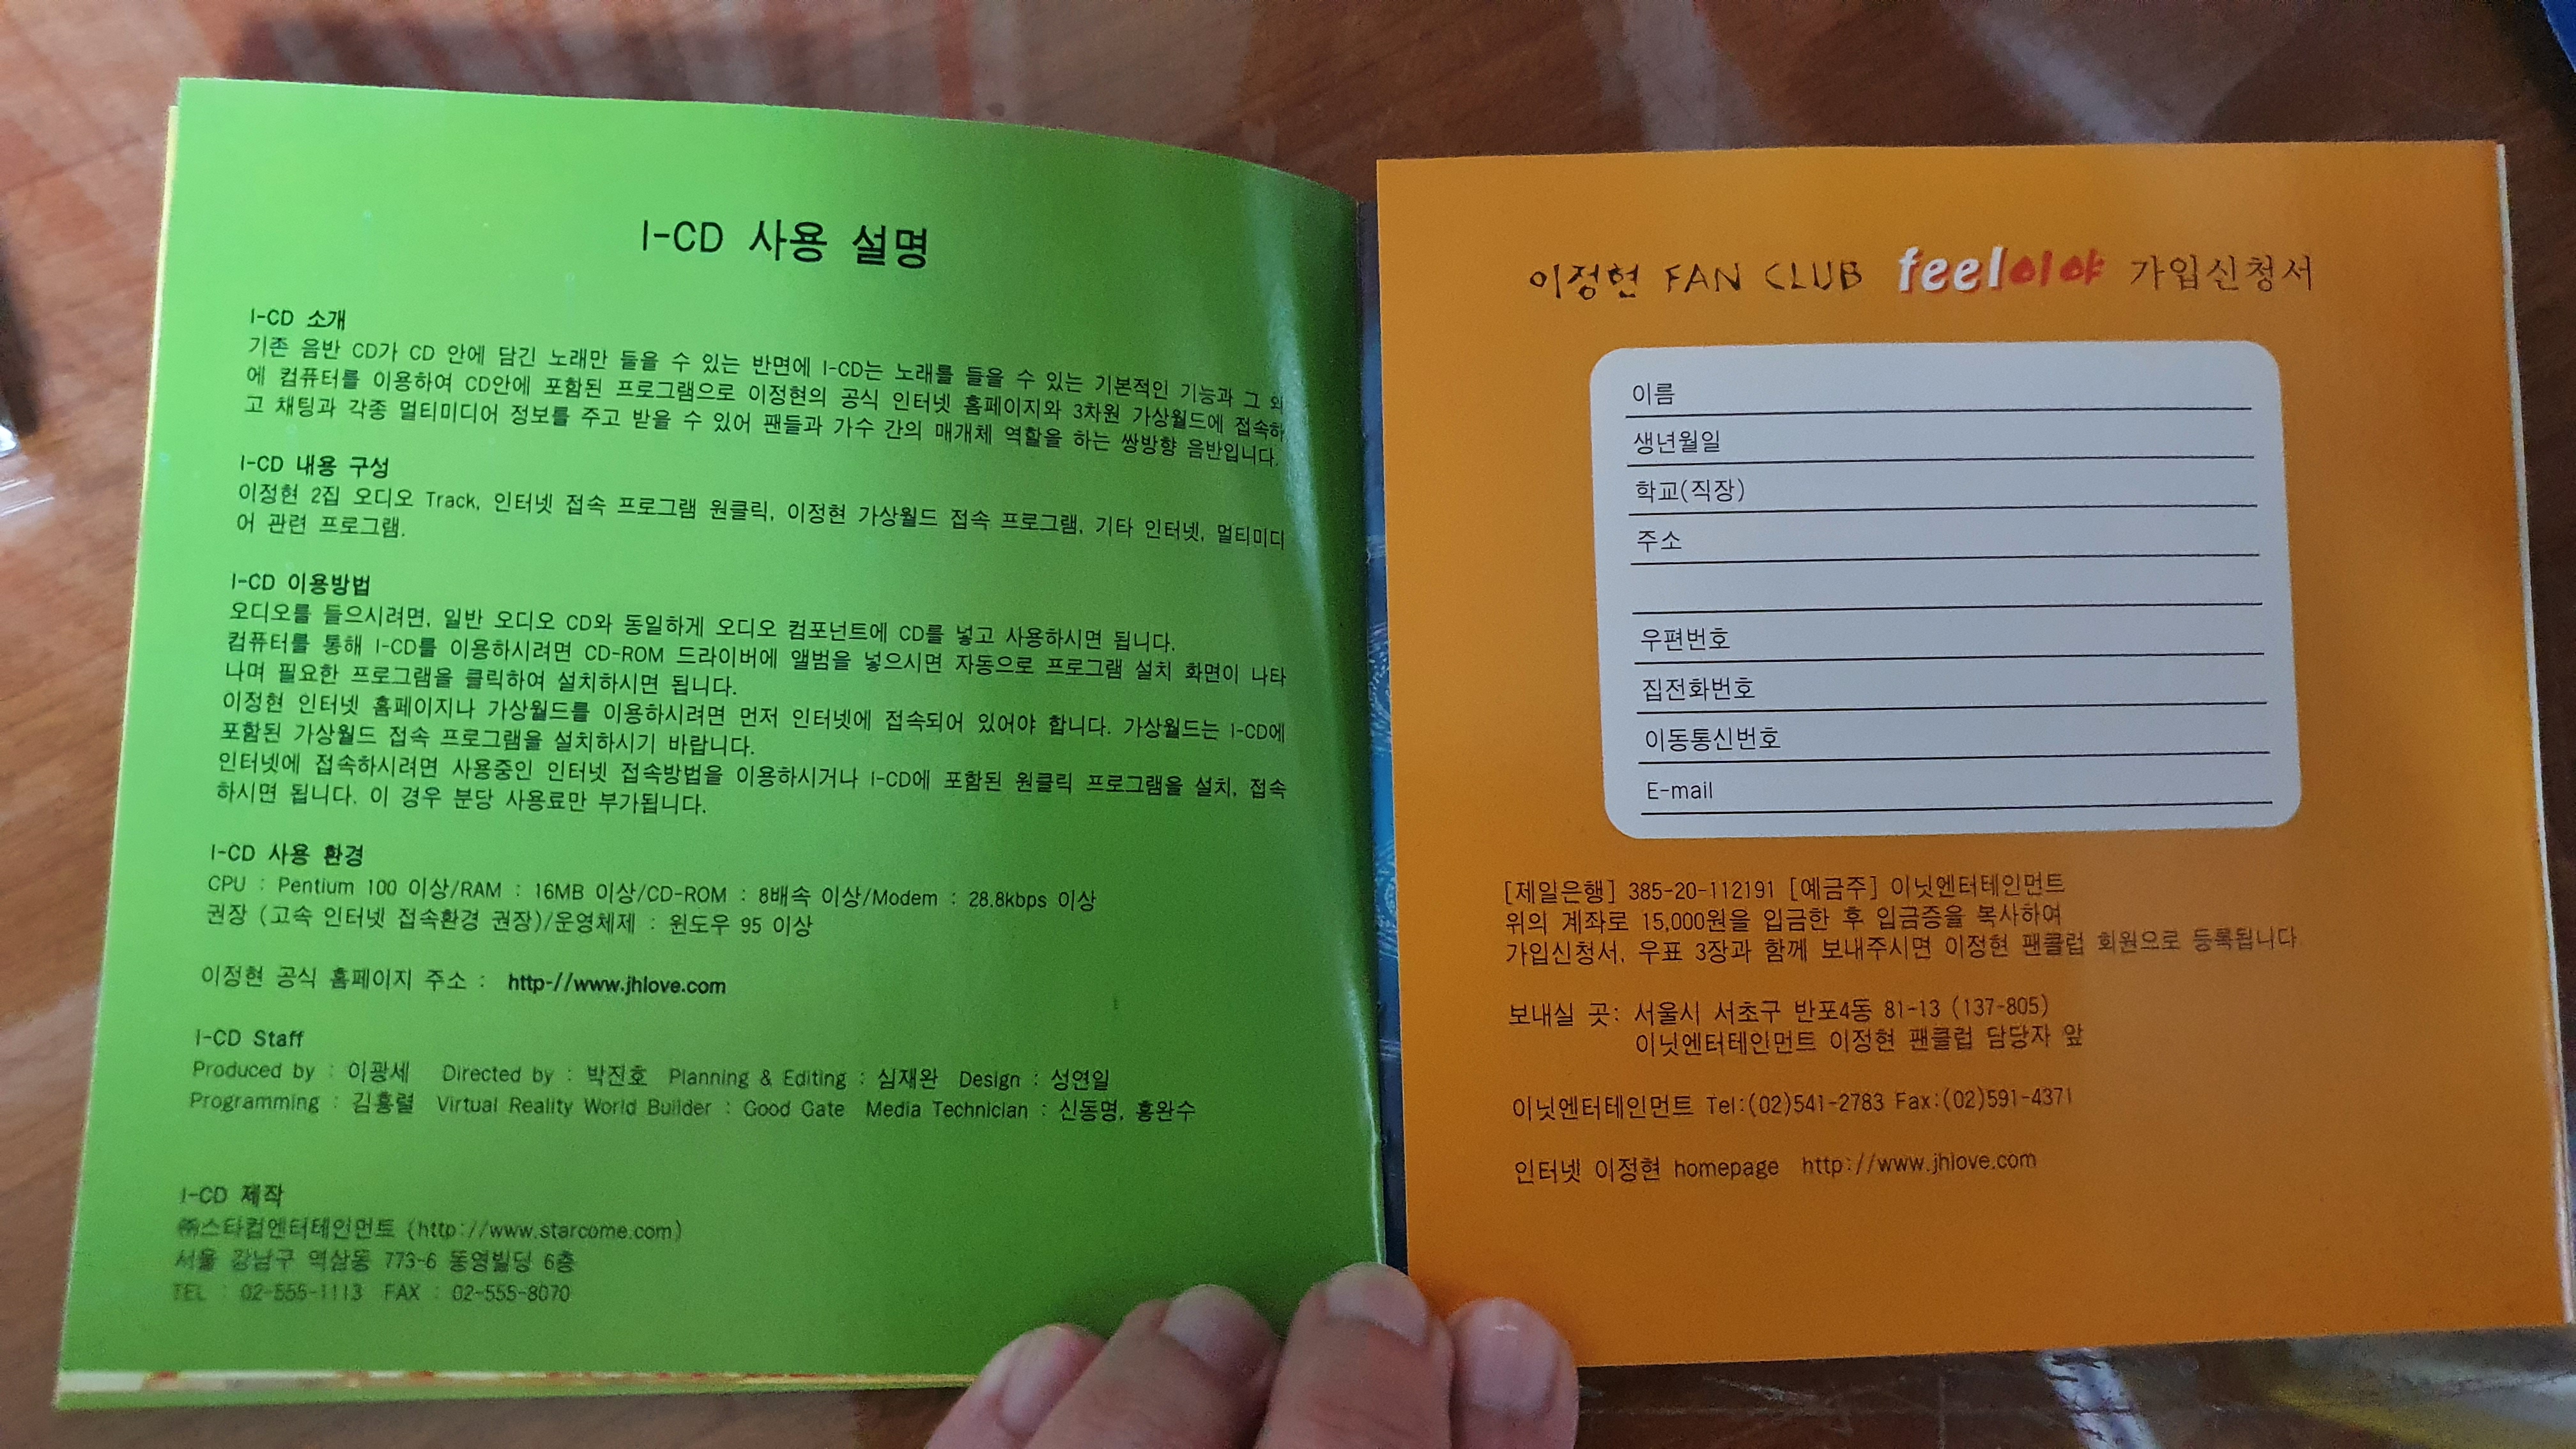 I-CD 사용 설명
I-CD 소개
기존 음반 CD가 CD 안에 담긴 노래만 들을 수 있는 반면에 I-CD는 노래를 들을 수 있는 기본적인 기능과 그 외
에 컴퓨터를 이용하여 CD안에 포함된 프로그램으로 이정현의 공식 인터넷 홈페이지와 3차원 가상월드에 접속하
고 채팅과 각종 멀티미디어 정보를 주고 받을 수 있어 팬들과 가수 간의 매개체 역할을 하는 쌍방향 음반입니다.
I-CD 내용 구성
이정현 2집 오디오 Track, 인터넷 접속 프로그램 원클릭, 이정현 가상월드 접속 프로그램, 기타 인터넷, 멀티미디
어 관련 프로그램.
I-CD 이용방법
오디오를 들으시려면, 일반 오디오 CD와 동일하게 오디오 컴포넌트에 CD를 넣고 사용하시면 됩니다.
컴퓨터를 통해 I-CD를 이용하시려면 CD-ROM 드라이버에 앨범을 넣으시면 자동으로 프로그램 설치 화면이 나타
나며 필요한 프로그램을 클릭하여 설치하시면 됩니다.
이정현 인터넷 홈페이지나 가상월드를 이용하시려면 먼저 인터넷에 접속되어 있어야 합니다. 가상월드는 I-CD에
포함된 가상월드 접속 프로그램을 설치하시기 바랍니다.
인터넷에 접속하시려면 사용중인 인터넷 접속방법을 이용하시거나 I-CD에 포함된 원클릭 프로그램을 설치, 접속
하시면 됩니다. 이 경우 분당 사용료만 부가됩니다.
I-CD 사용 환경
CPU : Pentium 100 이상/RAM : 16MB 이상/CD-ROM : 8배속 이상/Modem : 28.8kbps 이상
권장 (고속 인터넷 접속환경 권장)/운영체제 : 윈도우 95 이상
이정현 공식 홈페이지 주소 : http-//www.jhlove.com
I-CD Staff
Produced by : 이광세 Directed by : 박진호 Planning & Editing : 심재완 Design : 성연일
Programming : 김흥렬 Virtual Reality World Builder : Good Gate Media Technician : 신동명, 홍완수
I-CD 제작
㈜스타컴엔터테인먼트 (http://www.starcome.com)
서울 강남구 역삼동 773-6 동영빌딩 6층
TEL : 02-555-1113 FAX : 02-555-8070
이정현 FAN CLUB feel이야 가입신청서
이름
생년월일
학교(직장)
주소
우편번호
집전화번호
이동통신번호
E-mail
[제일은행] 385-20-112191 [예금주] 이닛엔터테인먼트
위의 계좌로 15,000원을 입금한 후 입금증을 복사하여
가입신청서, 우표 3장과 함께 보내주시면 이정현 팬클럽 회원으로 등록됩니다
보내실 곳: 서울시 서초구 반포4동 81-13 (137-805)
이닛엔터테인먼트 이정현 팬클럽 담당자 앞
이닛엔터테인먼트 Tel:(02)541-2783 Fax:(02)591-4371
인터넷 이정현 homepage http://www.jhlove.com